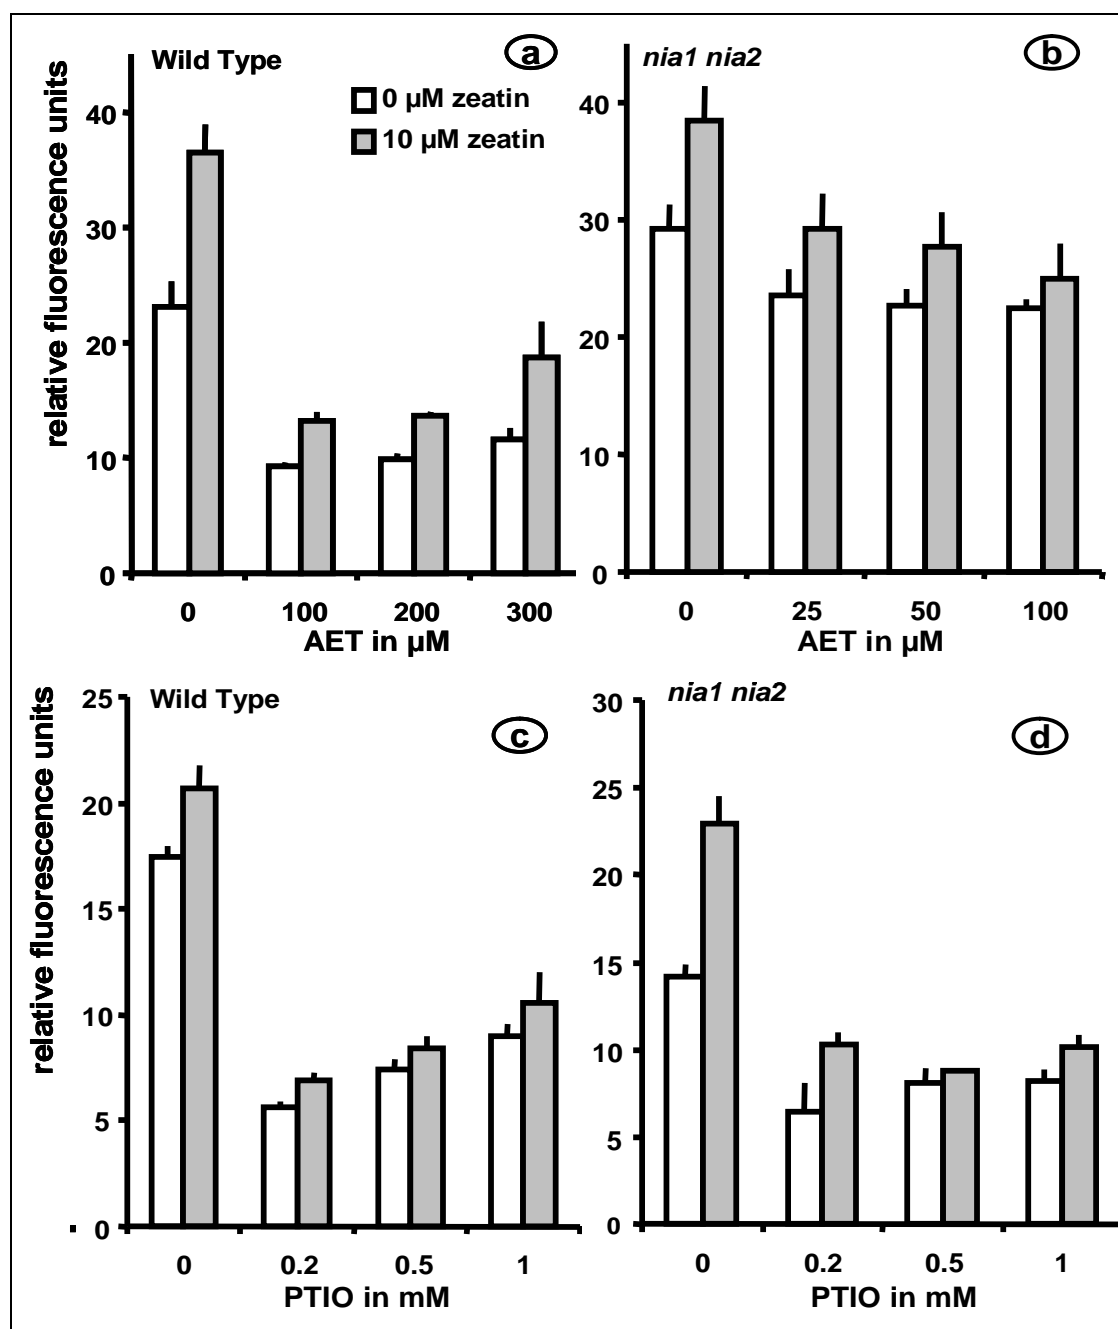 Wild Type
a
0 µM zeatin
10 µM zeatin
relative fluorescence units
40
30
20
10
0
0 100 200 300
AET in µM
nia1 nia2
b
40
30
20
10
0
0 25 50 100
AET in µM
Wild Type
c
relative fluorescence units
25
20
15
10
5
0
0 0.2 0.5 1
PTIO in mM
nia1 nia2
d
30
25
20
15
10
5
0
0 0.2 0.5 1
PTIO in mM